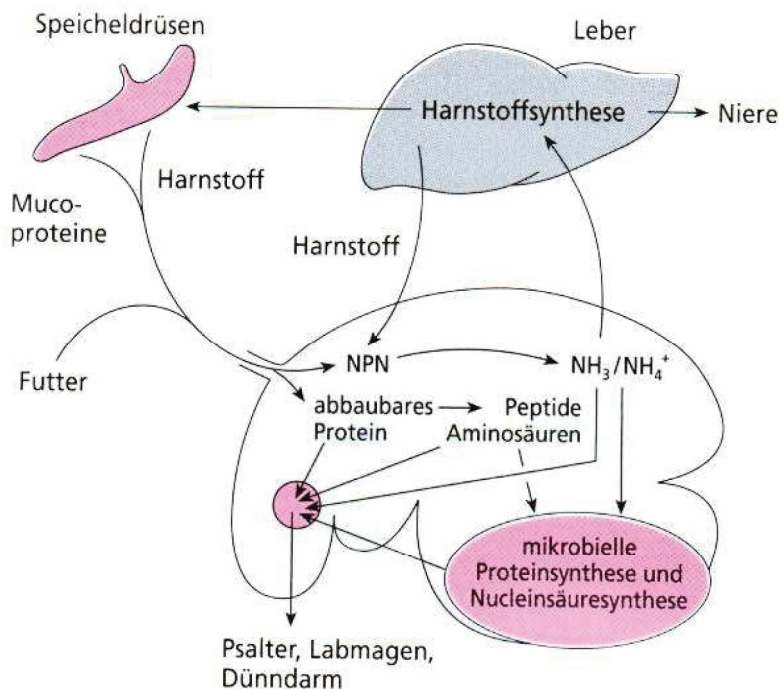 Speicheldrüsen
Leber
Harnstoffsynthese
Niere
Harnstoff
Muco-
proteine
Harnstoff
Futter
NPN
NH₃/NH₄⁺
abbaubares
Protein
Peptide
Aminosäuren
mikrobielle
Proteinsynthese und
Nucleinsäuresynthese
Psalter, Labmagen,
Dünndarm